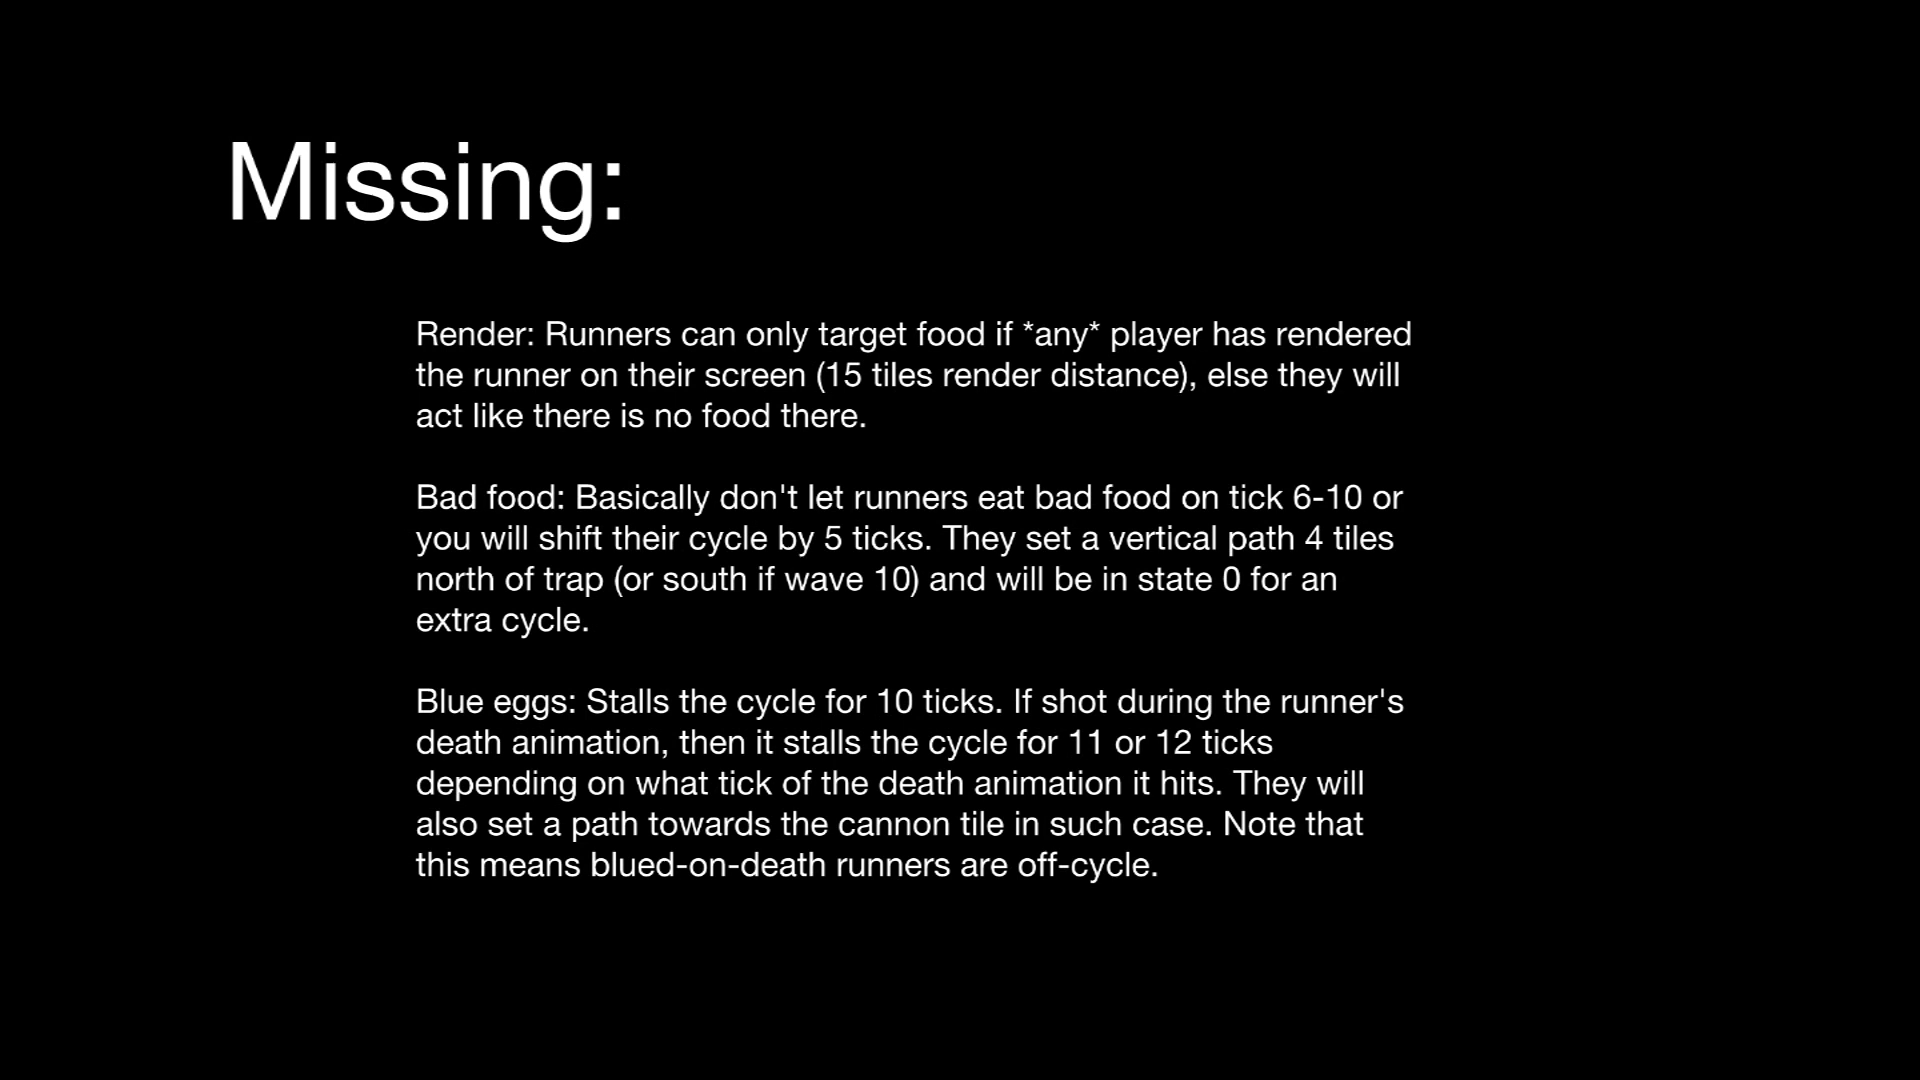 Missing:
Render: Runners can only target food if *any* player has rendered
the runner on their screen (15 tiles render distance), else they will
act like there is no food there.
Bad food: Basically don't let runners eat bad food on tick 6-10 or
you will shift their cycle by 5 ticks. They set a vertical path 4 tiles
north of trap (or south if wave 10) and will be in state 0 for an
extra cycle.
Blue eggs: Stalls the cycle for 10 ticks. If shot during the runner's
death animation, then it stalls the cycle for 11 or 12 ticks
depending on what tick of the death animation it hits. They will
also set a path towards the cannon tile in such case. Note that
this means blued-on-death runners are off-cycle.